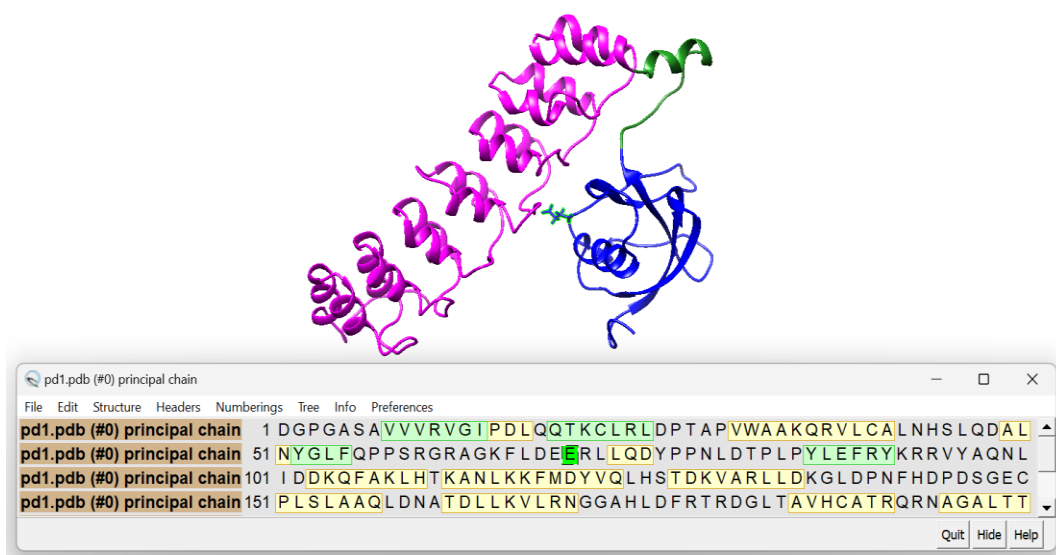 pd1.pdb (#0) principal chain
File Edit Structure Headers Numberings Tree Info Preferences
pd1.pdb (#0) principal chain 1 DGPGASAVVVRVGIPDLQQTKCLRLDPTAPVWAAKQRVLCALNHSLQDAL
pd1.pdb (#0) principal chain 51 NYGLFQPPSRGRAGKFLDEERLLQDYPPNLDTPLPYLEFRYKRRVYAQNL
pd1.pdb (#0) principal chain 101 IDDKQFAKLHTKANLKKFMDYVQLHSTDKVARLLDKGLDPNFHDPDSGEC
pd1.pdb (#0) principal chain 151 PLSLAAQLDNATDLLKVLRNGGAHLDFRTRDGLTAVHCATRQRNAGALTT
Quit Hide Help